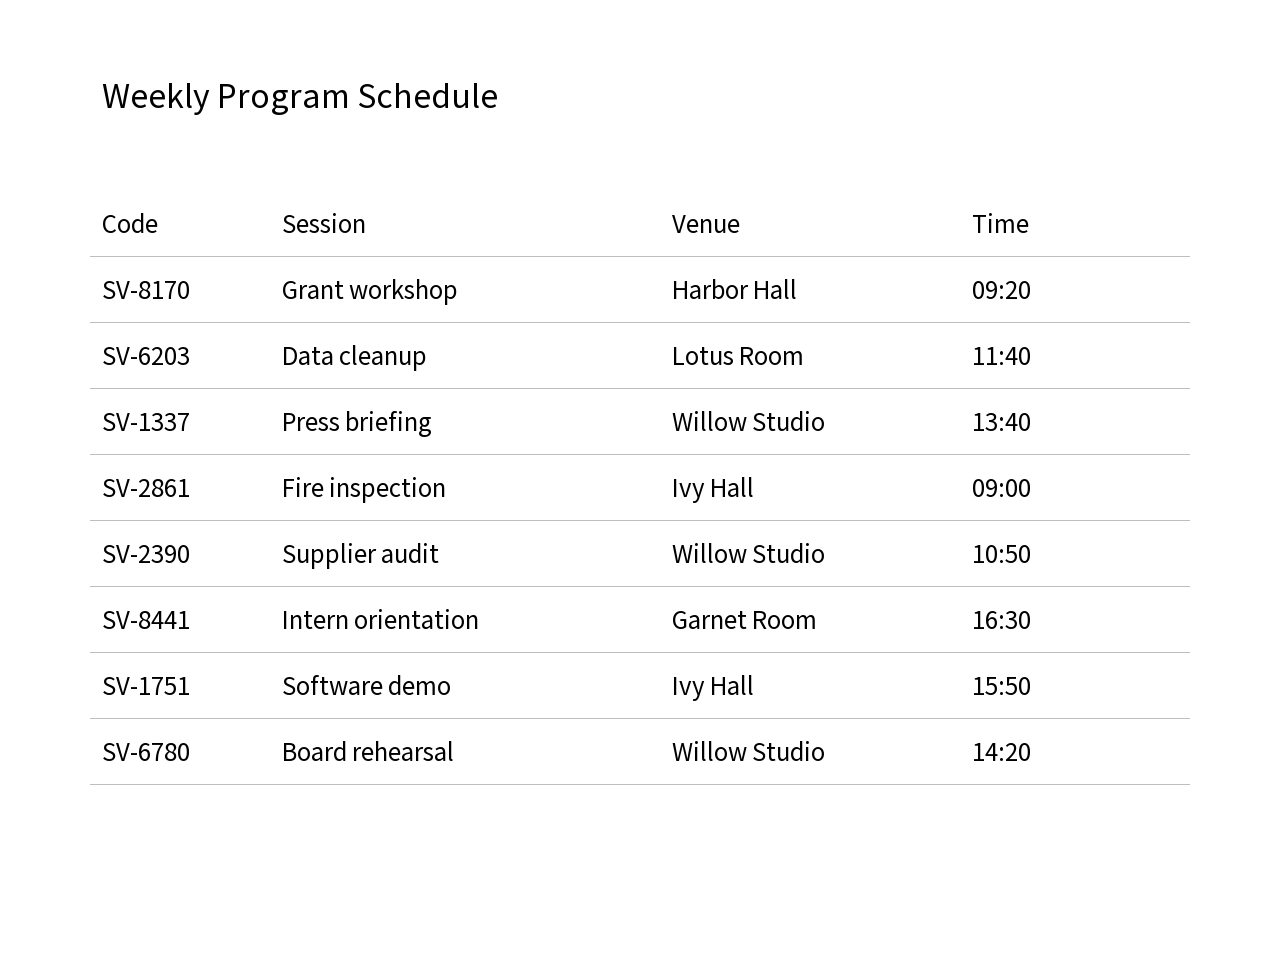 Weekly Program Schedule
Code Session Venue Time
SV-8170 Grant workshop Harbor Hall 09:20
SV-6203 Data cleanup Lotus Room 11:40
SV-1337 Press briefing Willow Studio 13:40
SV-2861 Fire inspection Ivy Hall 09:00
SV-2390 Supplier audit Willow Studio 10:50
SV-8441 Intern orientation Garnet Room 16:30
SV-1751 Software demo Ivy Hall 15:50
SV-6780 Board rehearsal Willow Studio 14:20